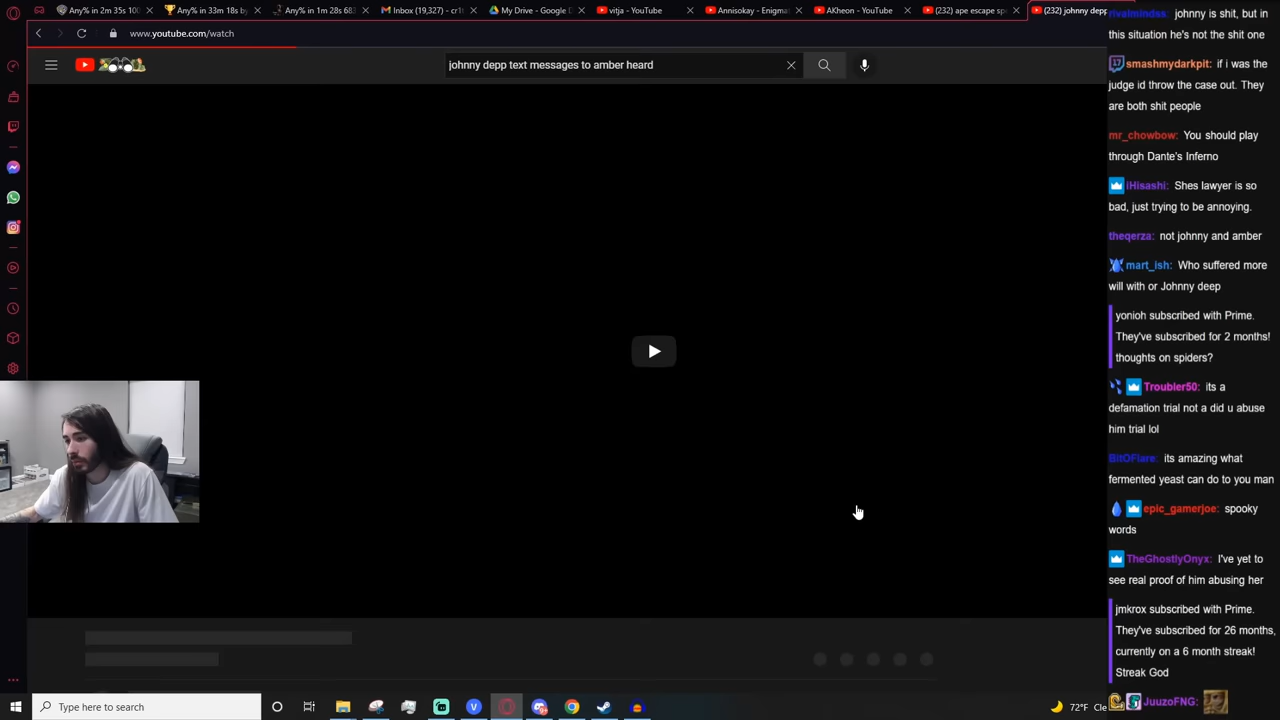 Any% in 2m 35s 100
Any% in 33m 18s by
Any% in 1m 28s 683
Inbox (19,327) - cr1t
My Drive - Google D
vitja - YouTube
Annisokay - Enigma
AKheon - YouTube
(232) ape escape sp
(232) johnny depp
www.youtube.com/watch
johnny depp text messages to amber heard
rivalmindss: johnny is shit, but in
this situation he's not the shit one
17 smashmydarkpit: if i was the
judge id throw the case out. They
are both shit people
mr_chowbow: You should play
through Dante's Inferno
iHisashi: Shes lawyer is so
bad, just trying to be annoying.
theqerza: not johnny and amber
mart_ish: Who suffered more
will with or Johnny deep
yonioh subscribed with Prime.
They've subscribed for 2 months!
thoughts on spiders?
Troubler50: its a
defamation trial not a did u abuse
him trial lol
BItOFlare: its amazing what
fermented yeast can do to you man
epic_gamerjoe: spooky
words
TheGhostlyOnyx: I've yet to
see real proof of him abusing her
jmkrox subscribed with Prime.
They've subscribed for 26 months,
currently on a 6 month streak!
Streak God
JuuzoFNG:
Type here to search
72°F Cle